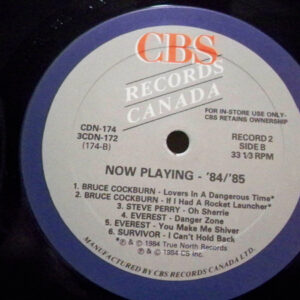 CBS
RECORDS
CANADA
FOR IN-STORE USE ONLY-
CBS RETAINS OWNERSHIP
CDN-174
3CDN-172
(174-B)
RECORD 2
SIDE B
33 1/3 RPM
NOW PLAYING - '84/'85
1. BRUCE COCKBURN - Lovers In A Dangerous Time*
2. BRUCE COCKBURN - If I Had A Rocket Launcher*
3. STEVE PERRY - Oh Sherrie
4. EVEREST - Danger Zone
5. EVEREST - You Make Me Shiver
6. SURVIVOR - I Can't Hold Back
*℗ & © 1984 True North Records
℗ & © 1984 CBS Inc.
MANUFACTURED BY CBS RECORDS CANADA LTD.